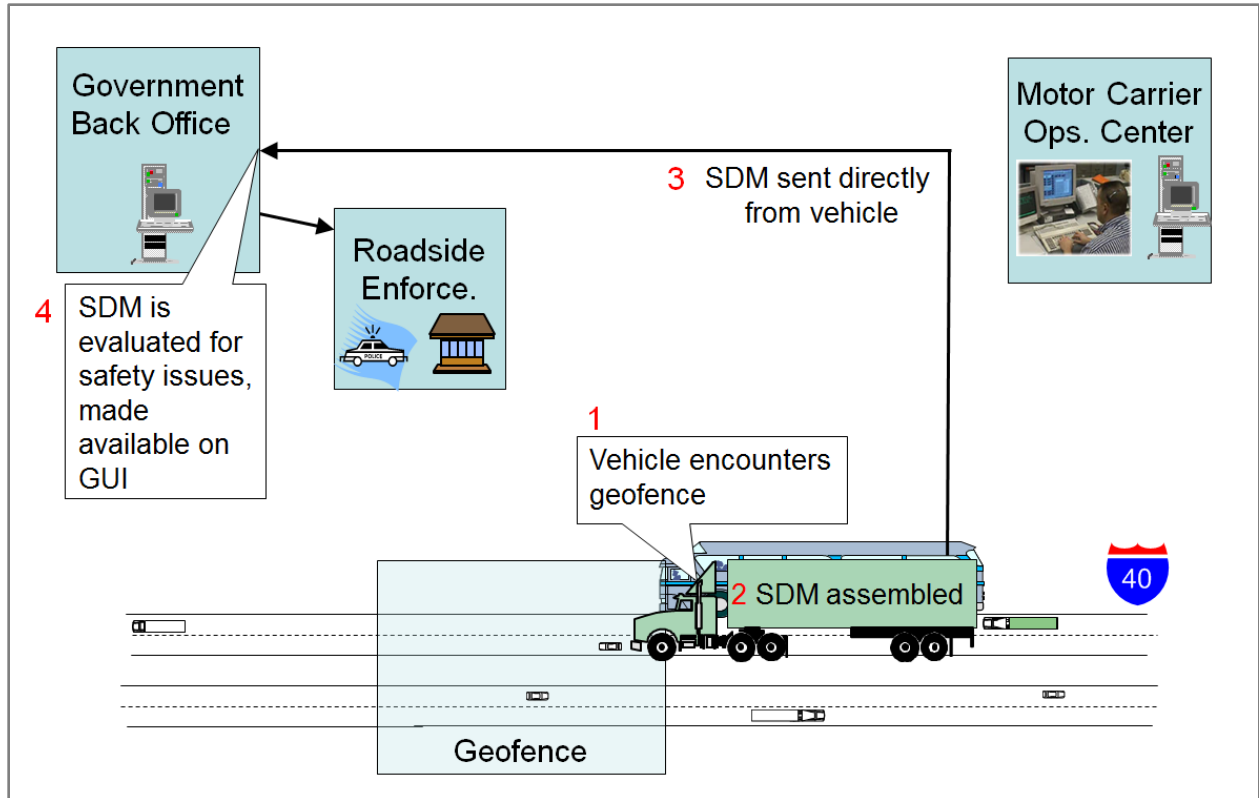 Government
Back Office
Motor Carrier
Ops. Center
3 SDM sent directly
from vehicle
Roadside
Enforce.
POLICE
4 SDM is
evaluated for
safety issues,
made
available on
GUI
1
Vehicle encounters
geofence
2 SDM assembled
40
Geofence